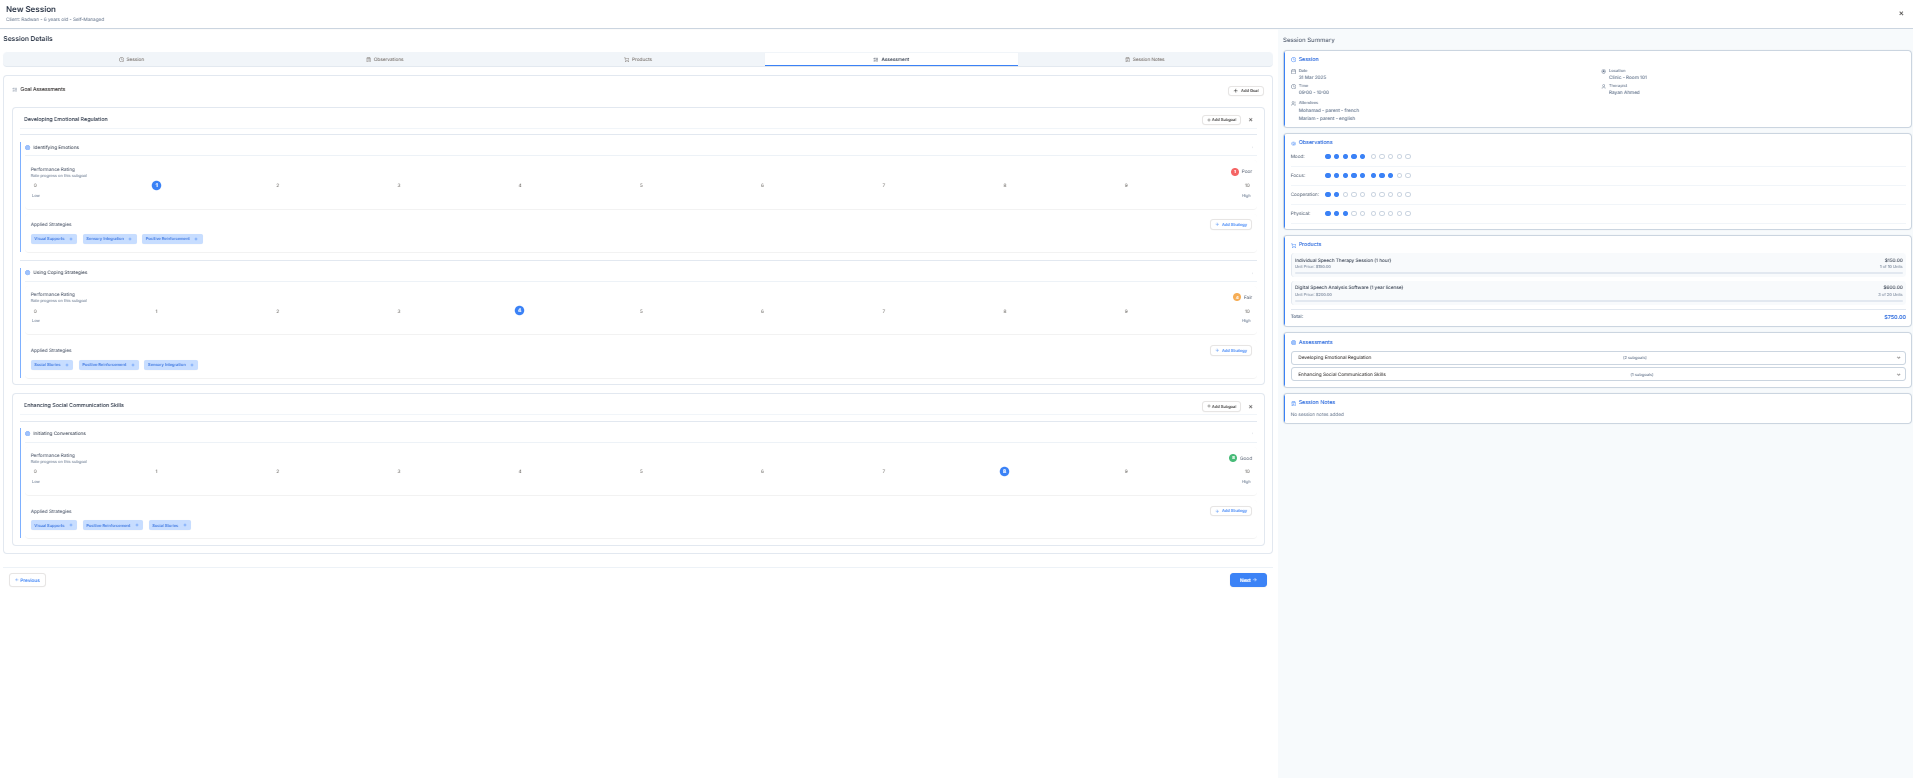 New Session
Client: Radwan - 6 years old - Self-Managed
Session Details
Session
Observations
Products
Assessment
Session Notes
Goal Assessments
Add Goal
Developing Emotional Regulation
Add Subgoal
Identifying Emotions
Performance Rating
Rate progress on this subgoal
1 Poor
0 1 2 3 4 5 6 7 8 9 10
Low High
Applied Strategies
Add Strategy
Visual Supports
Sensory Integration
Positive Reinforcement
Using Coping Strategies
Performance Rating
Rate progress on this subgoal
4 Fair
0 1 2 3 4 5 6 7 8 9 10
Low High
Applied Strategies
Add Strategy
Social Stories
Positive Reinforcement
Sensory Integration
Enhancing Social Communication Skills
Add Subgoal
Initiating Conversations
Performance Rating
Rate progress on this subgoal
8 Good
0 1 2 3 4 5 6 7 8 9 10
Low High
Applied Strategies
Add Strategy
Visual Supports
Positive Reinforcement
Social Stories
Previous
Next
Session Summary
Session
Date
31 Mar 2025
Location
Clinic - Room 101
Time
Therapist
Rayan Ahmed
Attendees
Mohamad - parent - french
Mariam - parent - english
Observations
Mood:
Focus:
Cooperation:
Physical:
Products
Individual Speech Therapy Session (1 hour)
$150.00
Unit Price: $150.00
1 of 10 Units
Digital Speech Analysis Software (1 year license)
$600.00
Unit Price: $200.00
3 of 20 Units
Total:
$750.00
Assessments
Developing Emotional Regulation
(2 subgoals)
Enhancing Social Communication Skills
(1 subgoals)
Session Notes
No session notes added